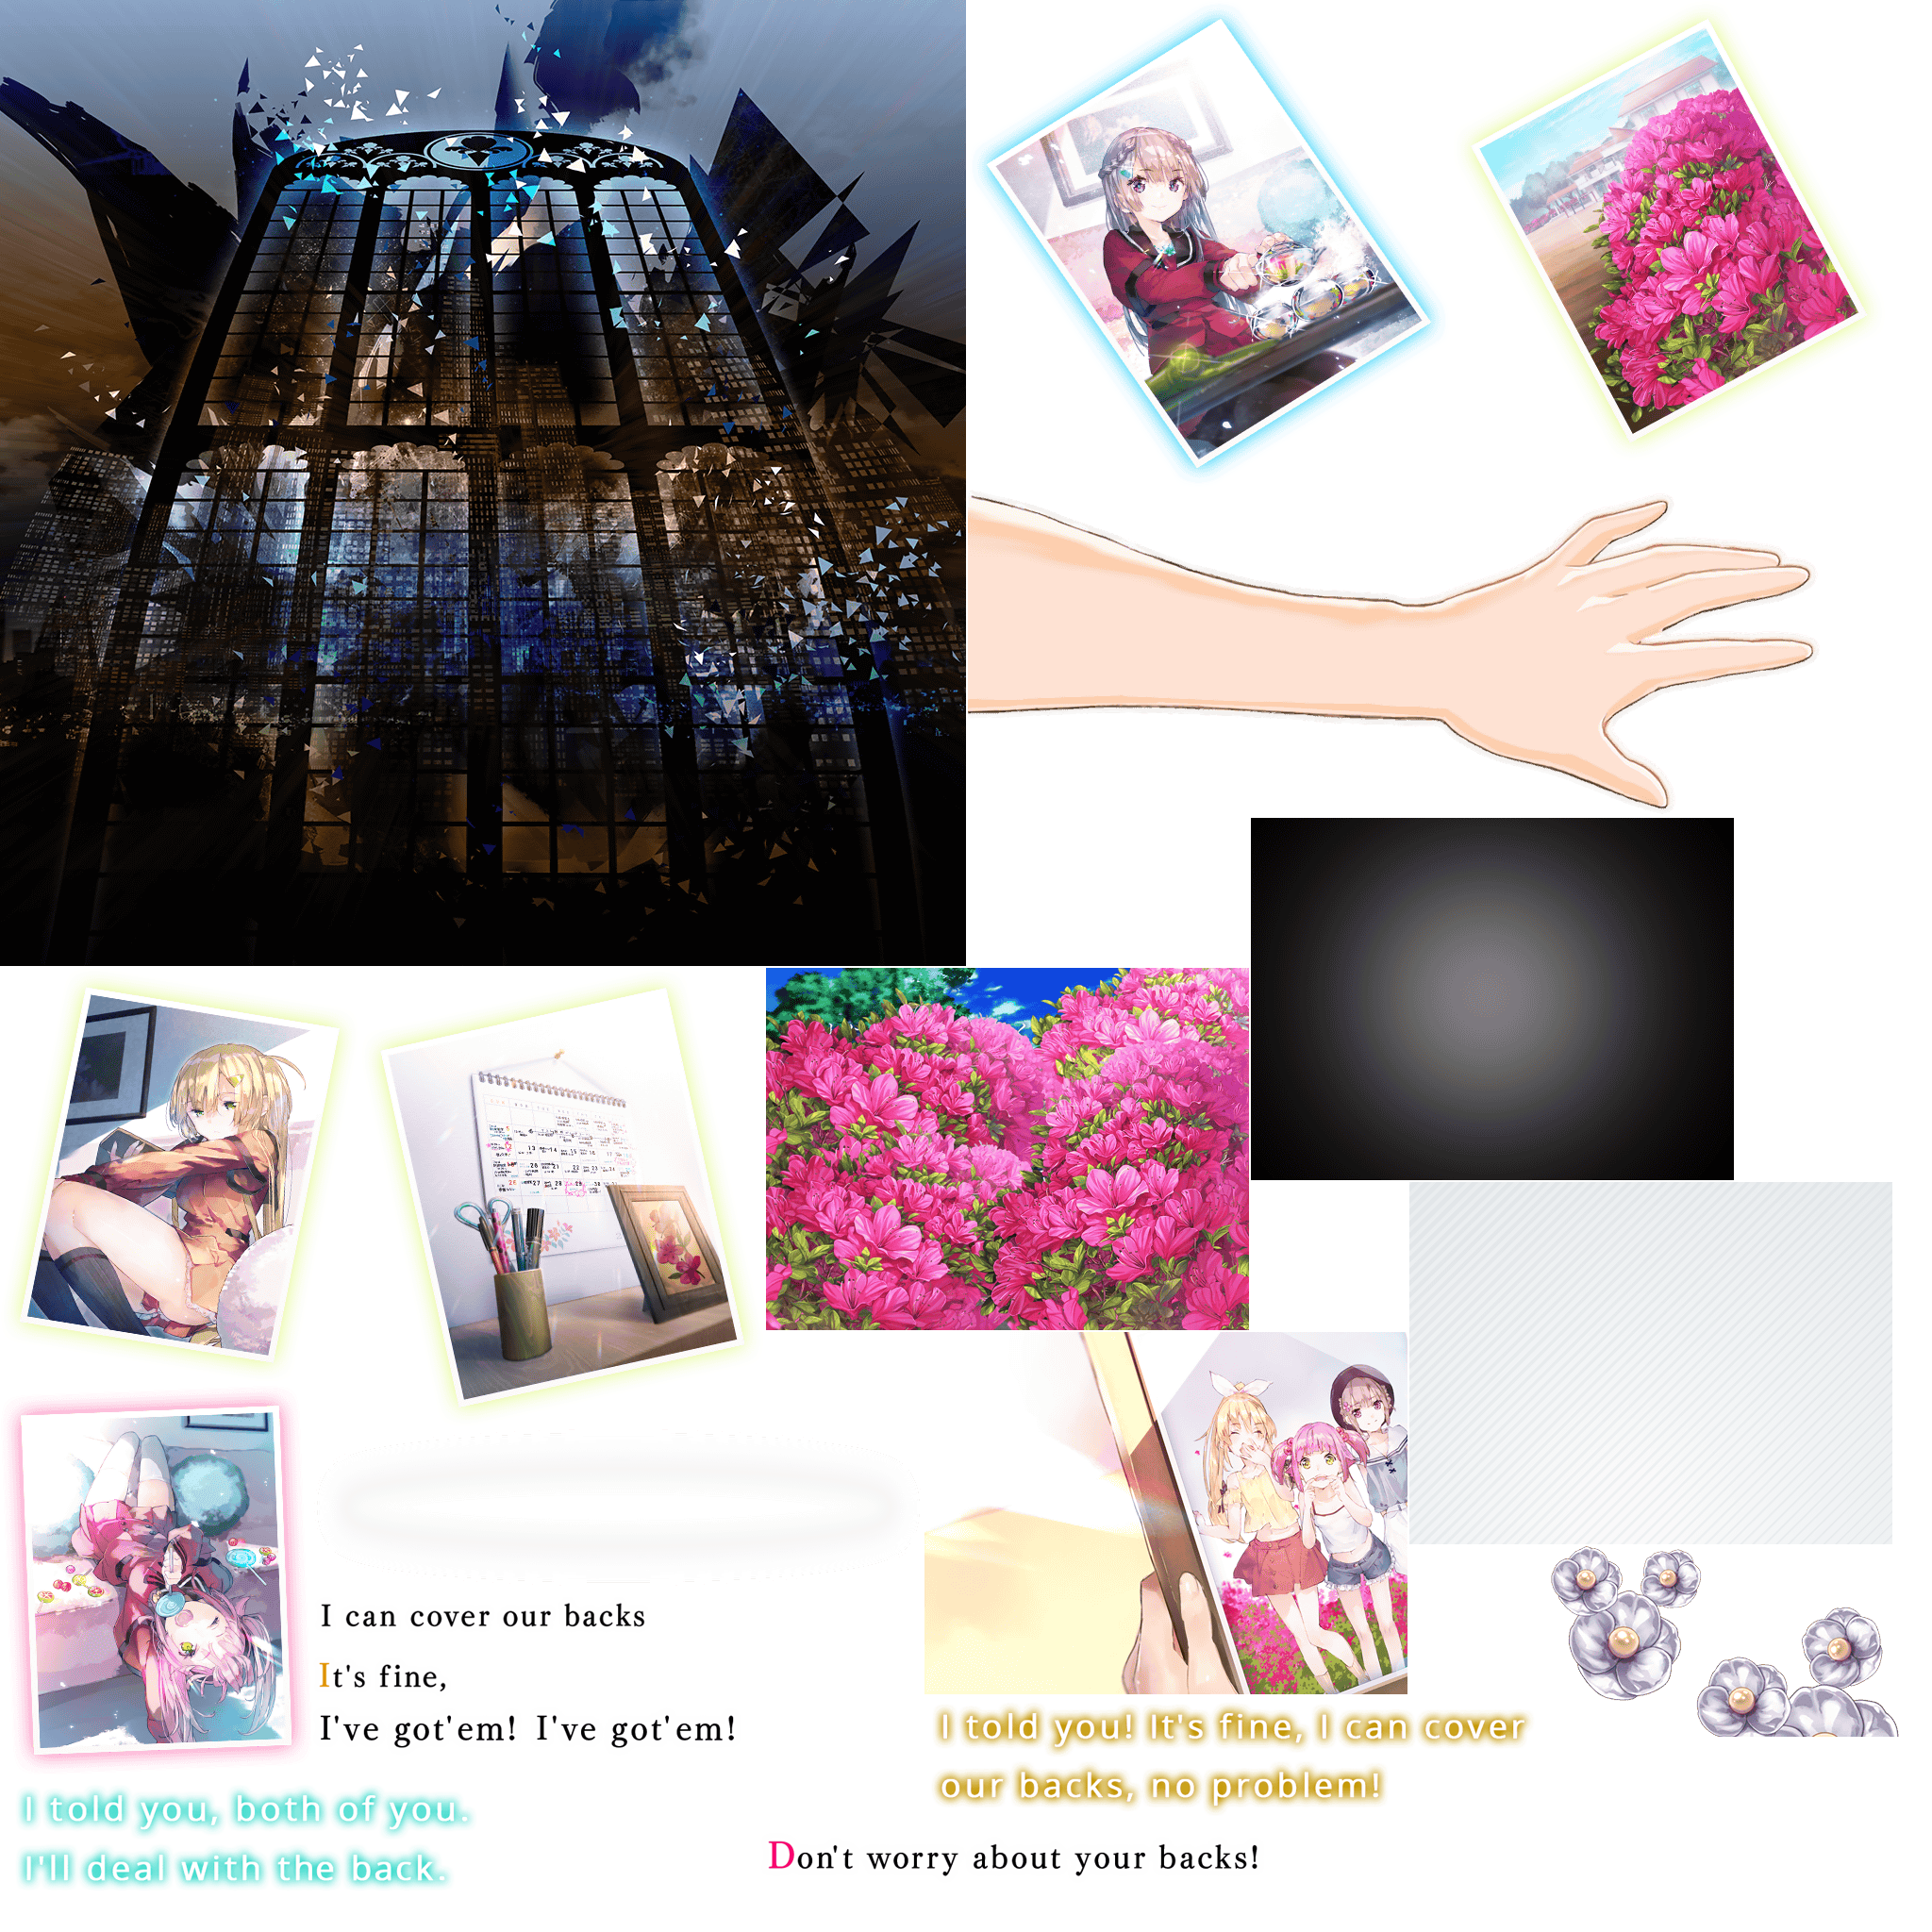 I can cover our backs
It's fine,
I've got'em! I've got'em!
I told you! It's fine, I can cover
our backs, no problem!
I told you, both of you.
I'll deal with the back.
Don't worry about your backs!